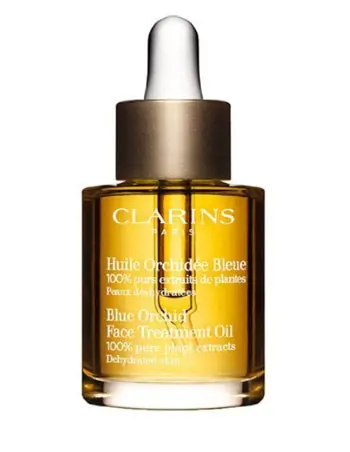 CLARINS
PARIS
Huile Orchidée Bleue
100% purs extraits de plantes
Peaux déshydratées
Blue Orchid
Face Treatment Oil
100% pure plant extracts
Dehydrated skin